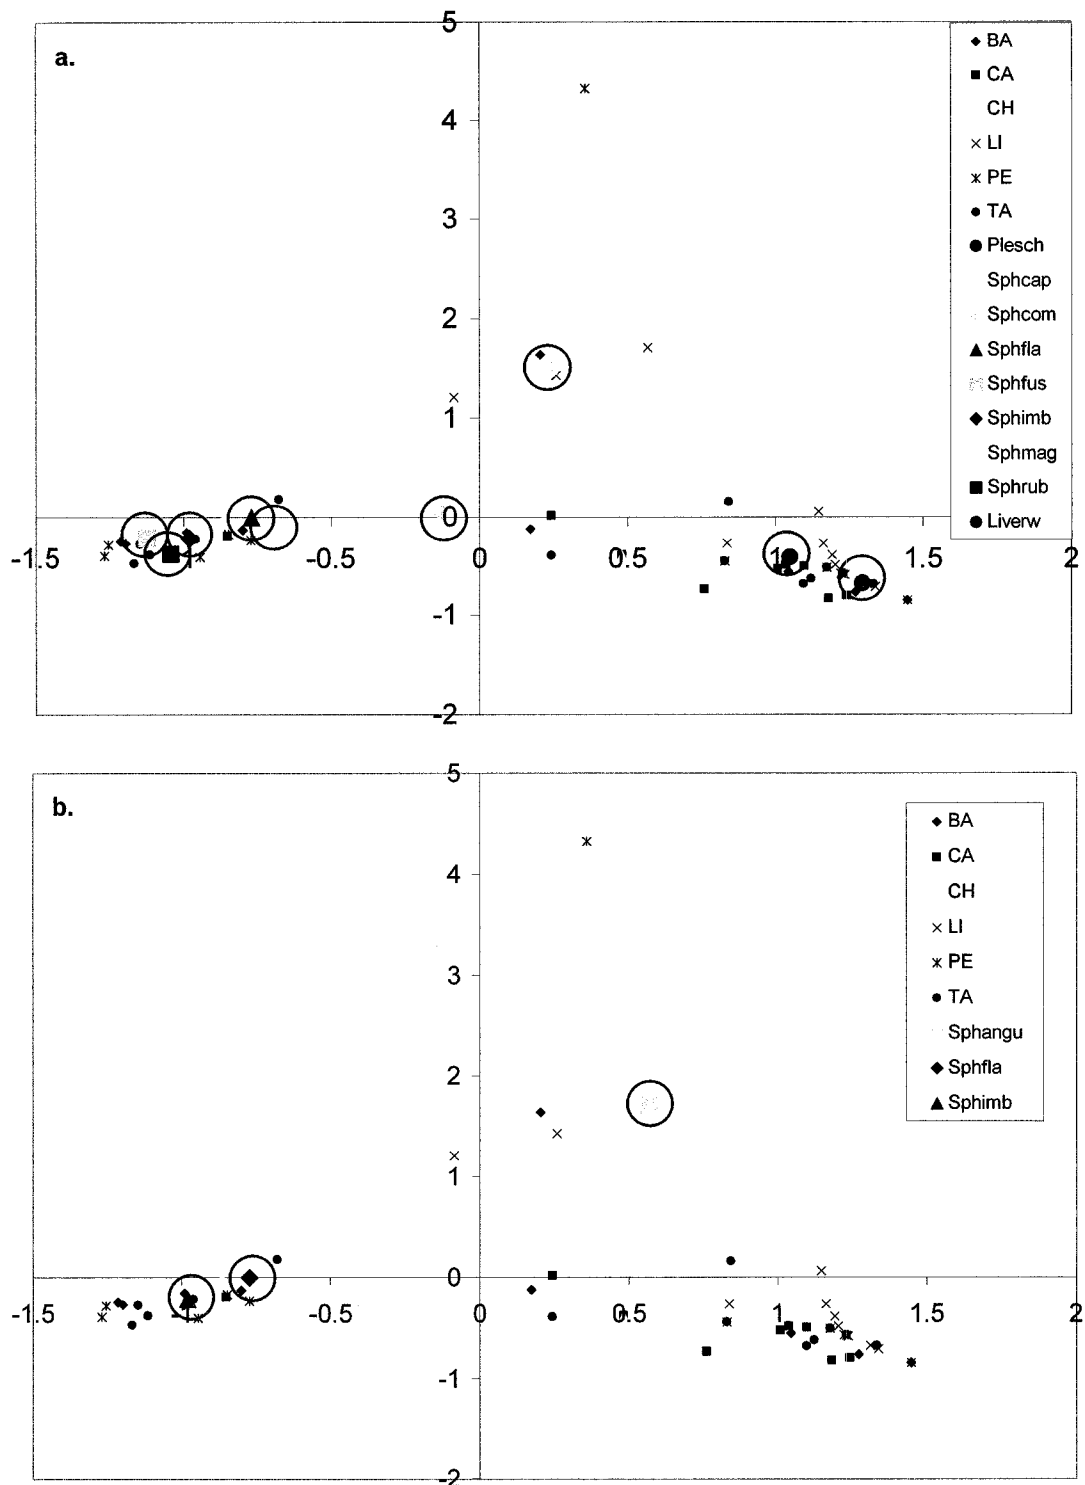 a.
5
4
3
2
1
0
-1
-2
-1.5
-1
-0.5
0
0.5
1
1.5
2
BA
CA
CH
LI
PE
TA
Plesch
Sphcap
Sphcom
Sphfla
Sphfus
Sphimb
Sphmag
Sphrub
Liverw
b.
5
4
3
2
1
0
-1
-2
-1.5
-1
-0.5
0
0.5
1
1.5
2
BA
CA
CH
LI
PE
TA
Sphangu
Sphfla
Sphimb